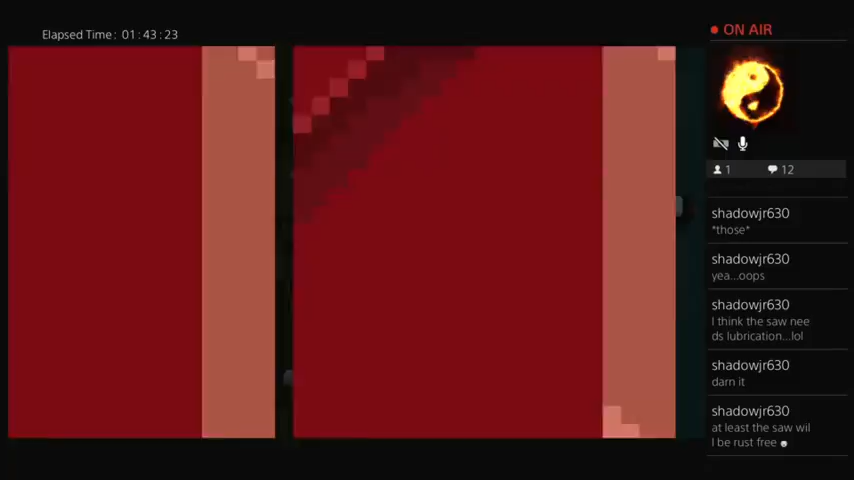 Elapsed Time: 01:43:23
ON AIR
1 12
shadowjr630
*those*
shadowjr630
yea...oops
shadowjr630
I think the saw nee
ds lubrication...lol
shadowjr630
darn it
shadowjr630
at least the saw wil
l be rust free